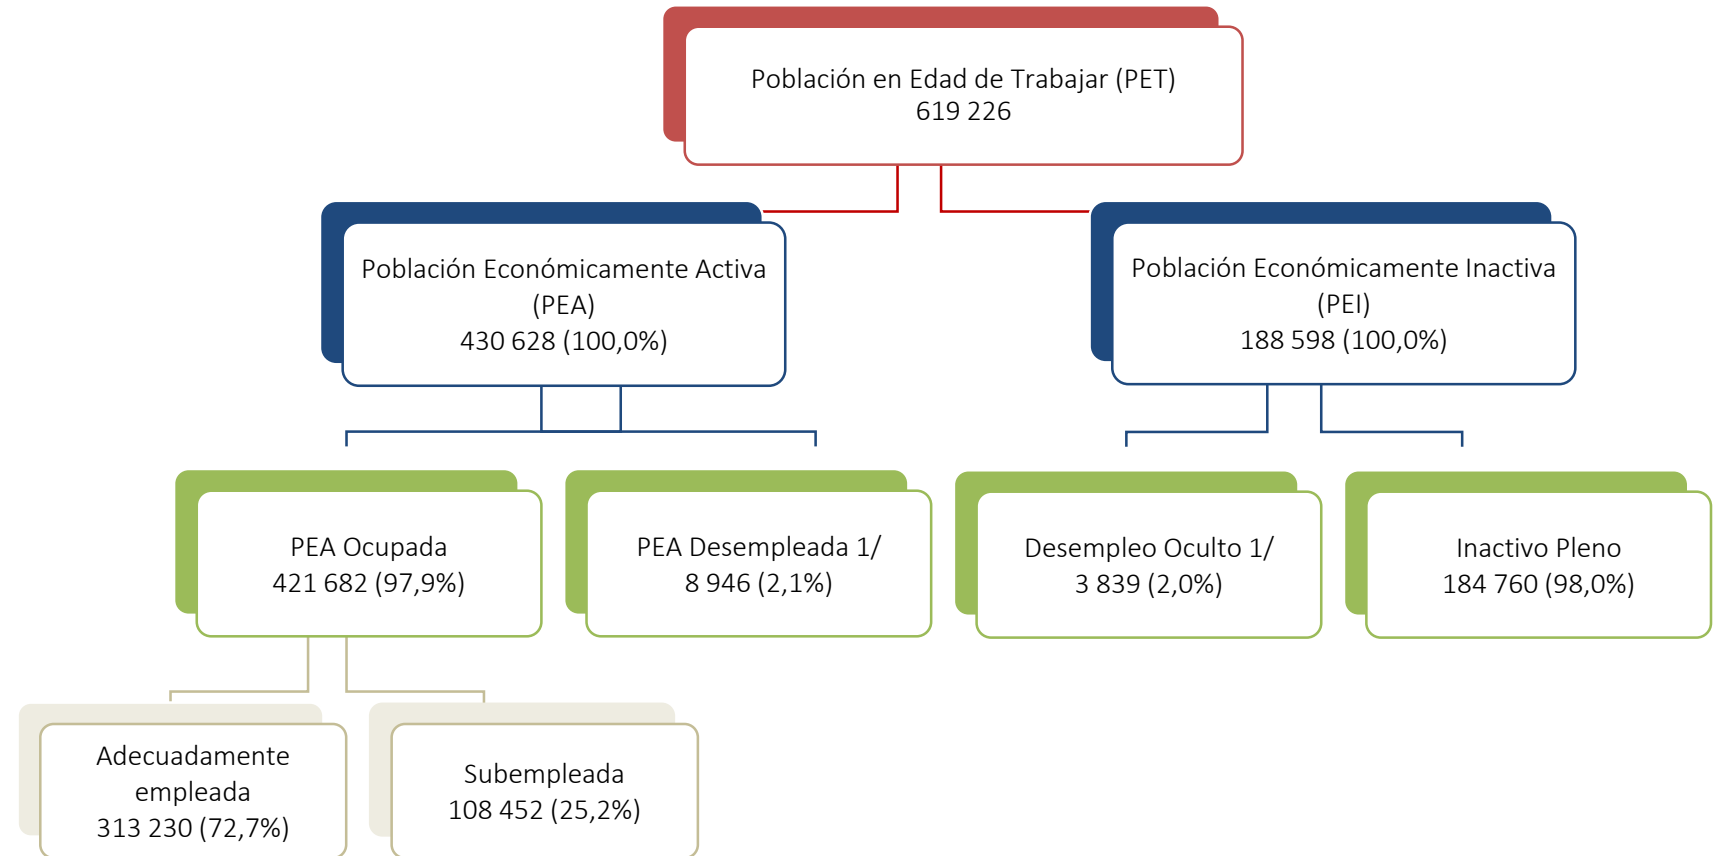 Población en Edad de Trabajar (PET)
619 226
Población Económicamente Activa
(PEA)
430 628 (100,0%)
Población Económicamente Inactiva
(PEI)
188 598 (100,0%)
PEA Ocupada
421 682 (97,9%)
PEA Desempleada 1/
8 946 (2,1%)
Desempleo Oculto 1/
3 839 (2,0%)
Inactivo Pleno
184 760 (98,0%)
Adecuadamente
empleada
313 230 (72,7%)
Subempleada
108 452 (25,2%)